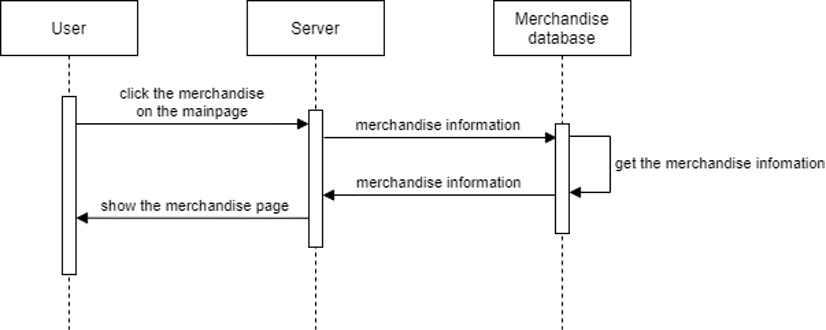 User
Server
Merchandise
database
click the merchandise
on the mainpage
merchandise information
get the merchandise infomation
merchandise information
show the merchandise page